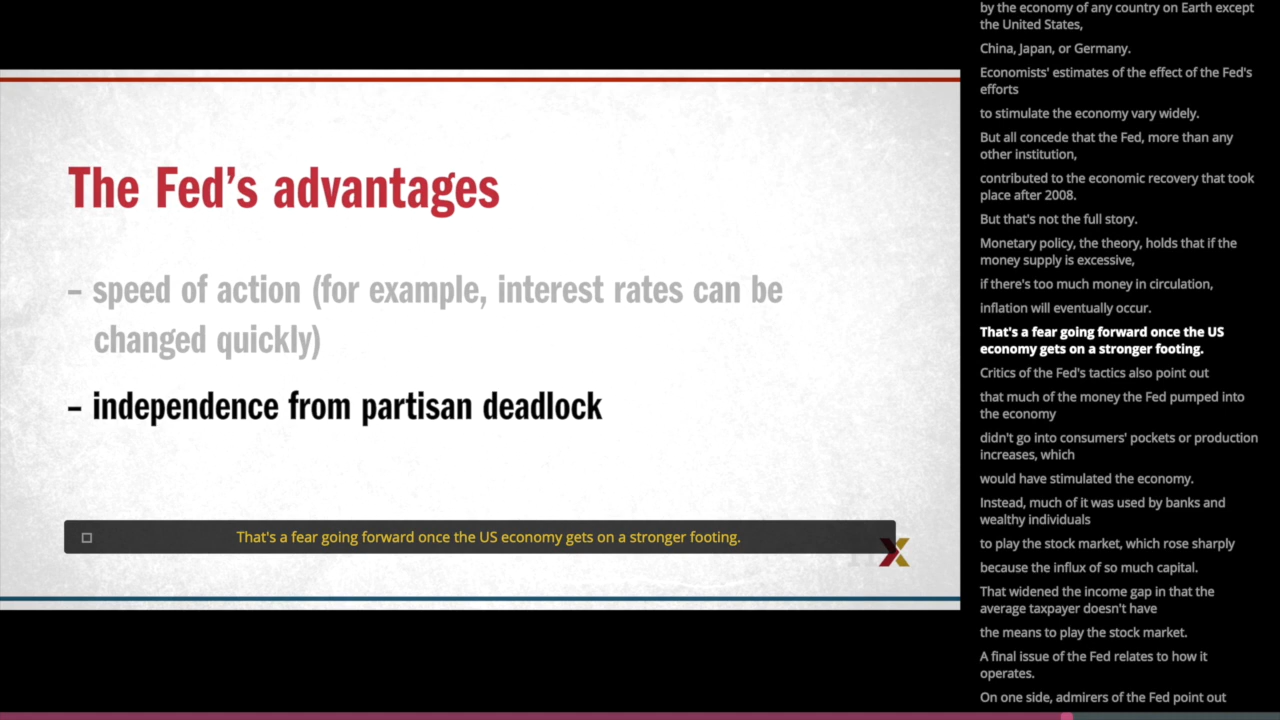 The Fed's advantages
– speed of action (for example, interest rates can be
changed quickly)
– independence from partisan deadlock
That's a fear going forward once the US economy gets on a stronger footing.
X
by the economy of any country on Earth except
the United States,
China, Japan, or Germany.
Economists' estimates of the effect of the Fed's
efforts
to stimulate the economy vary widely.
But all concede that the Fed, more than any
other institution,
contributed to the economic recovery that took
place after 2008.
But that's not the full story.
Monetary policy, the theory, holds that if the
money supply is excessive,
if there's too much money in circulation,
inflation will eventually occur.
That's a fear going forward once the US
economy gets on a stronger footing.
Critics of the Fed's tactics also point out
that much of the money the Fed pumped into
the economy
didn't go into consumers' pockets or production
increases, which
would have stimulated the economy.
Instead, much of it was used by banks and
wealthy individuals
to play the stock market, which rose sharply
because the influx of so much capital.
That widened the income gap in that the
average taxpayer doesn't have
the means to play the stock market.
A final issue of the Fed relates to how it
operates.
On one side, admirers of the Fed point out